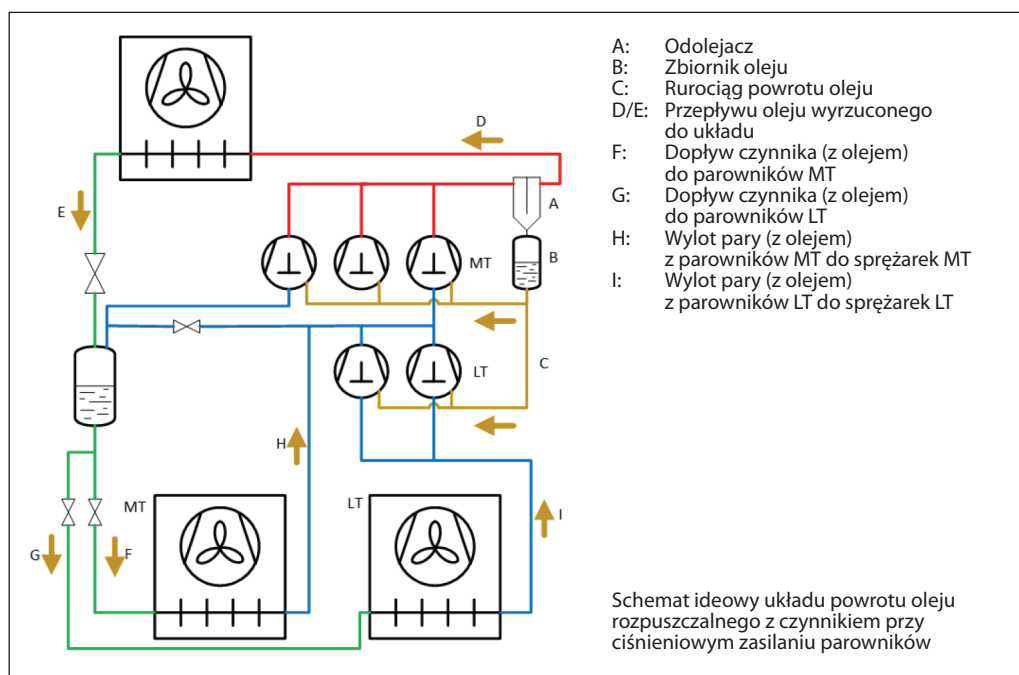 A: Odolejacz
B: Zbiornik oleju
C: Rurociąg powrotu oleju
D/E: Przepływu oleju wyrzuconego
do układu
F: Dopływ czynnika (z olejem)
do parowników MT
G: Dopływ czynnika (z olejem)
do parowników LT
H: Wylot pary (z olejem)
z parowników MT do sprężarek MT
I: Wylot pary (z olejem)
z parowników LT do sprężarek LT
D
A
E
MT
B
LT
C
H
MT
LT
I
G
F
Schemat ideowy układu powrotu oleju
rozpuszczalnego z czynnikiem przy
ciśnieniowym zasilaniu parowników